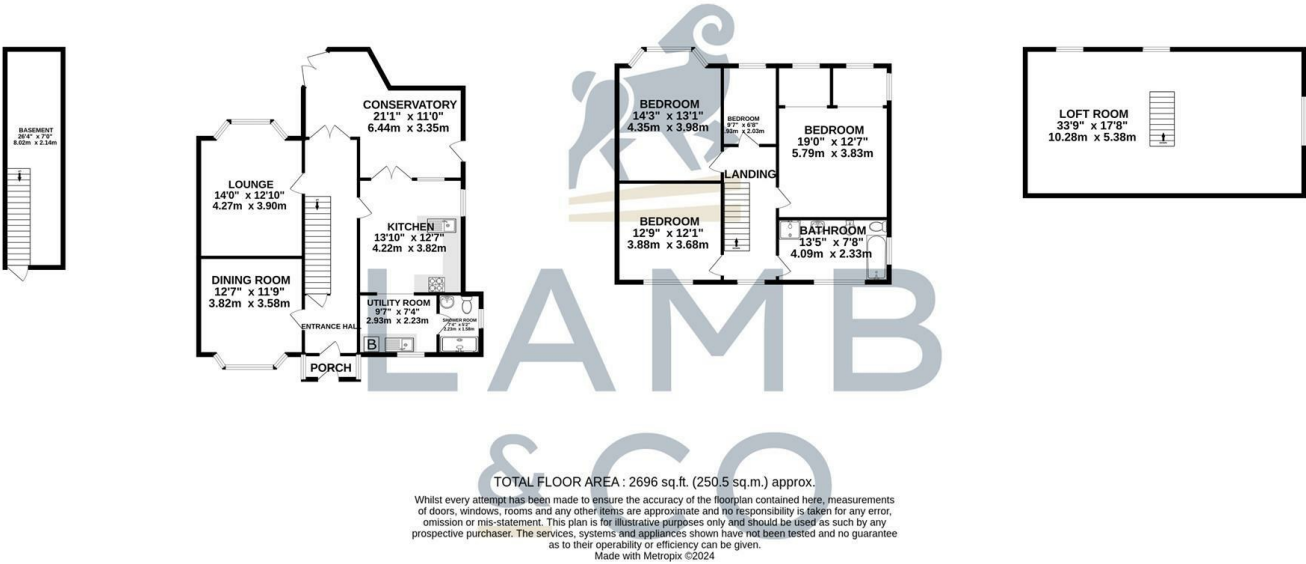 BASEMENT
26'4" x 7'0"
8.02m x 2.14m
CONSERVATORY
21'1" x 11'0"
6.44m x 3.35m
LOUNGE
14'0" x 12'10"
4.27m x 3.90m
KITCHEN
13'10" x 12'7"
4.22m x 3.82m
DINING ROOM
12'7" x 11'9"
3.82m x 3.58m
UTILITY ROOM
9'7" x 7'4"
2.93m x 2.23m
B
SHOWER ROOM
ENTRANCE HALL
PORCH
BEDROOM
14'3" x 13'1"
4.35m x 3.98m
BEDROOM
9'7" x 6'8"
.93m x 2.03m
BEDROOM
19'0" x 12'7"
5.79m x 3.83m
LANDING
BEDROOM
12'9" x 12'1"
3.88m x 3.68m
BATHROOM
13'5" x 7'8"
4.09m x 2.33m
LOFT ROOM
33'9" x 17'8"
10.28m x 5.38m
LAMB
& CO
TOTAL FLOOR AREA : 2696 sq.ft. (250.5 sq.m.) approx.
Whilst every attempt has been made to ensure the accuracy of the floorplan contained here, measurements
of doors, windows, rooms and any other items are approximate and no responsibility is taken for any error,
omission or mis-statement. This plan is for illustrative purposes only and should be used as such by any
prospective purchaser. The services, systems and appliances shown have not been tested and no guarantee
as to their operability or efficiency can be given.
Made with Metropix ©2024